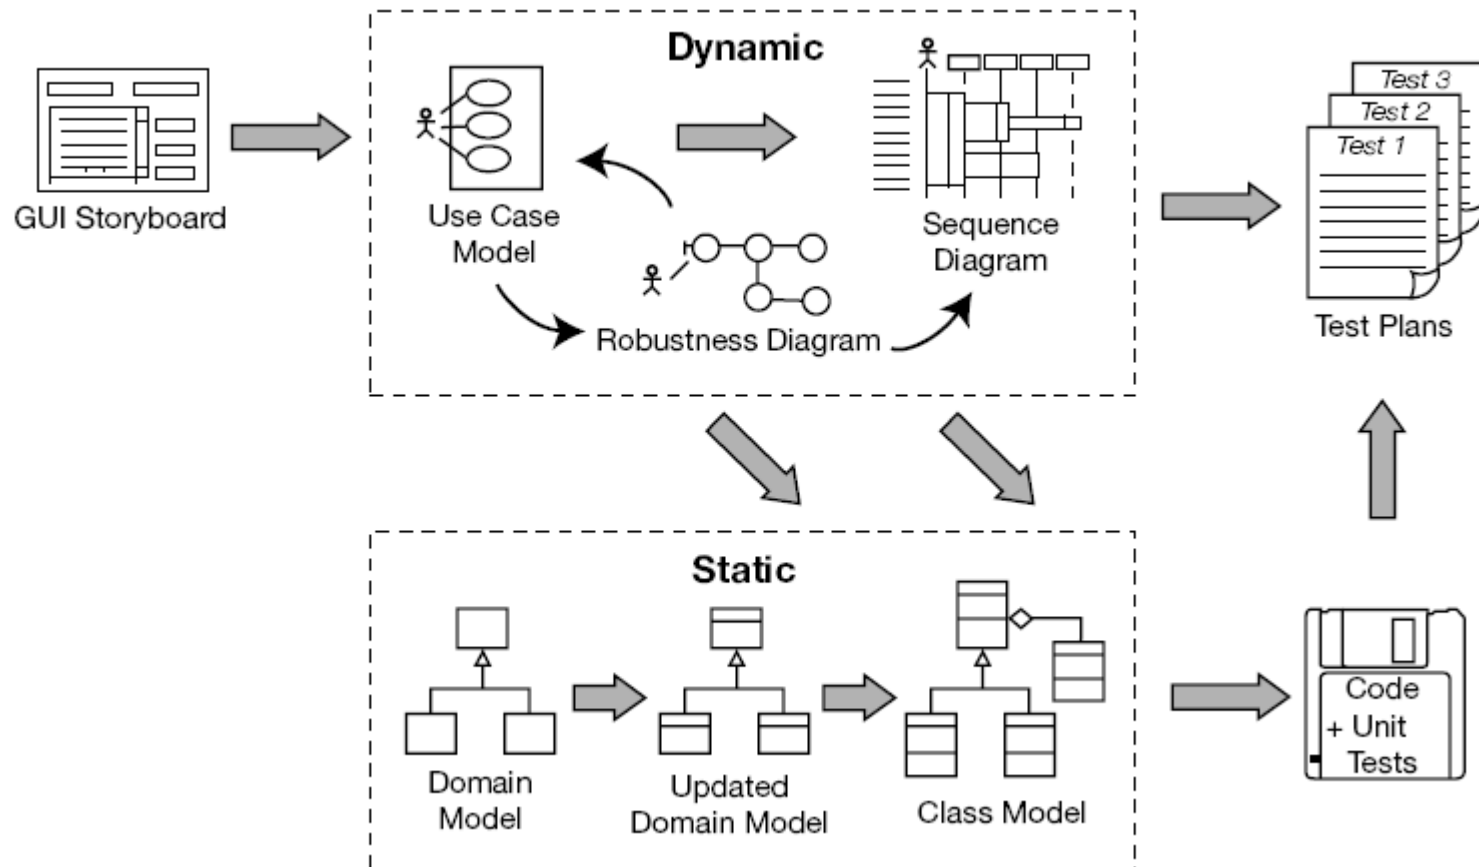 Dynamic
GUI Storyboard
Use Case
Model
Robustness Diagram
Sequence
Diagram
Test 3
Test 2
Test 1
Test Plans
Static
Domain
Model
Updated
Domain Model
Class Model
Code
+ Unit
Tests